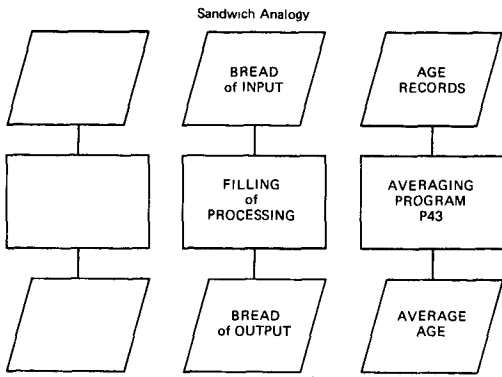 Sandwich Analogy
BREAD
of INPUT
AGE
RECORDS
FILLING
of
PROCESSING
AVERAGING
PROGRAM
P43
BREAD
of OUTPUT
AVERAGE
AGE